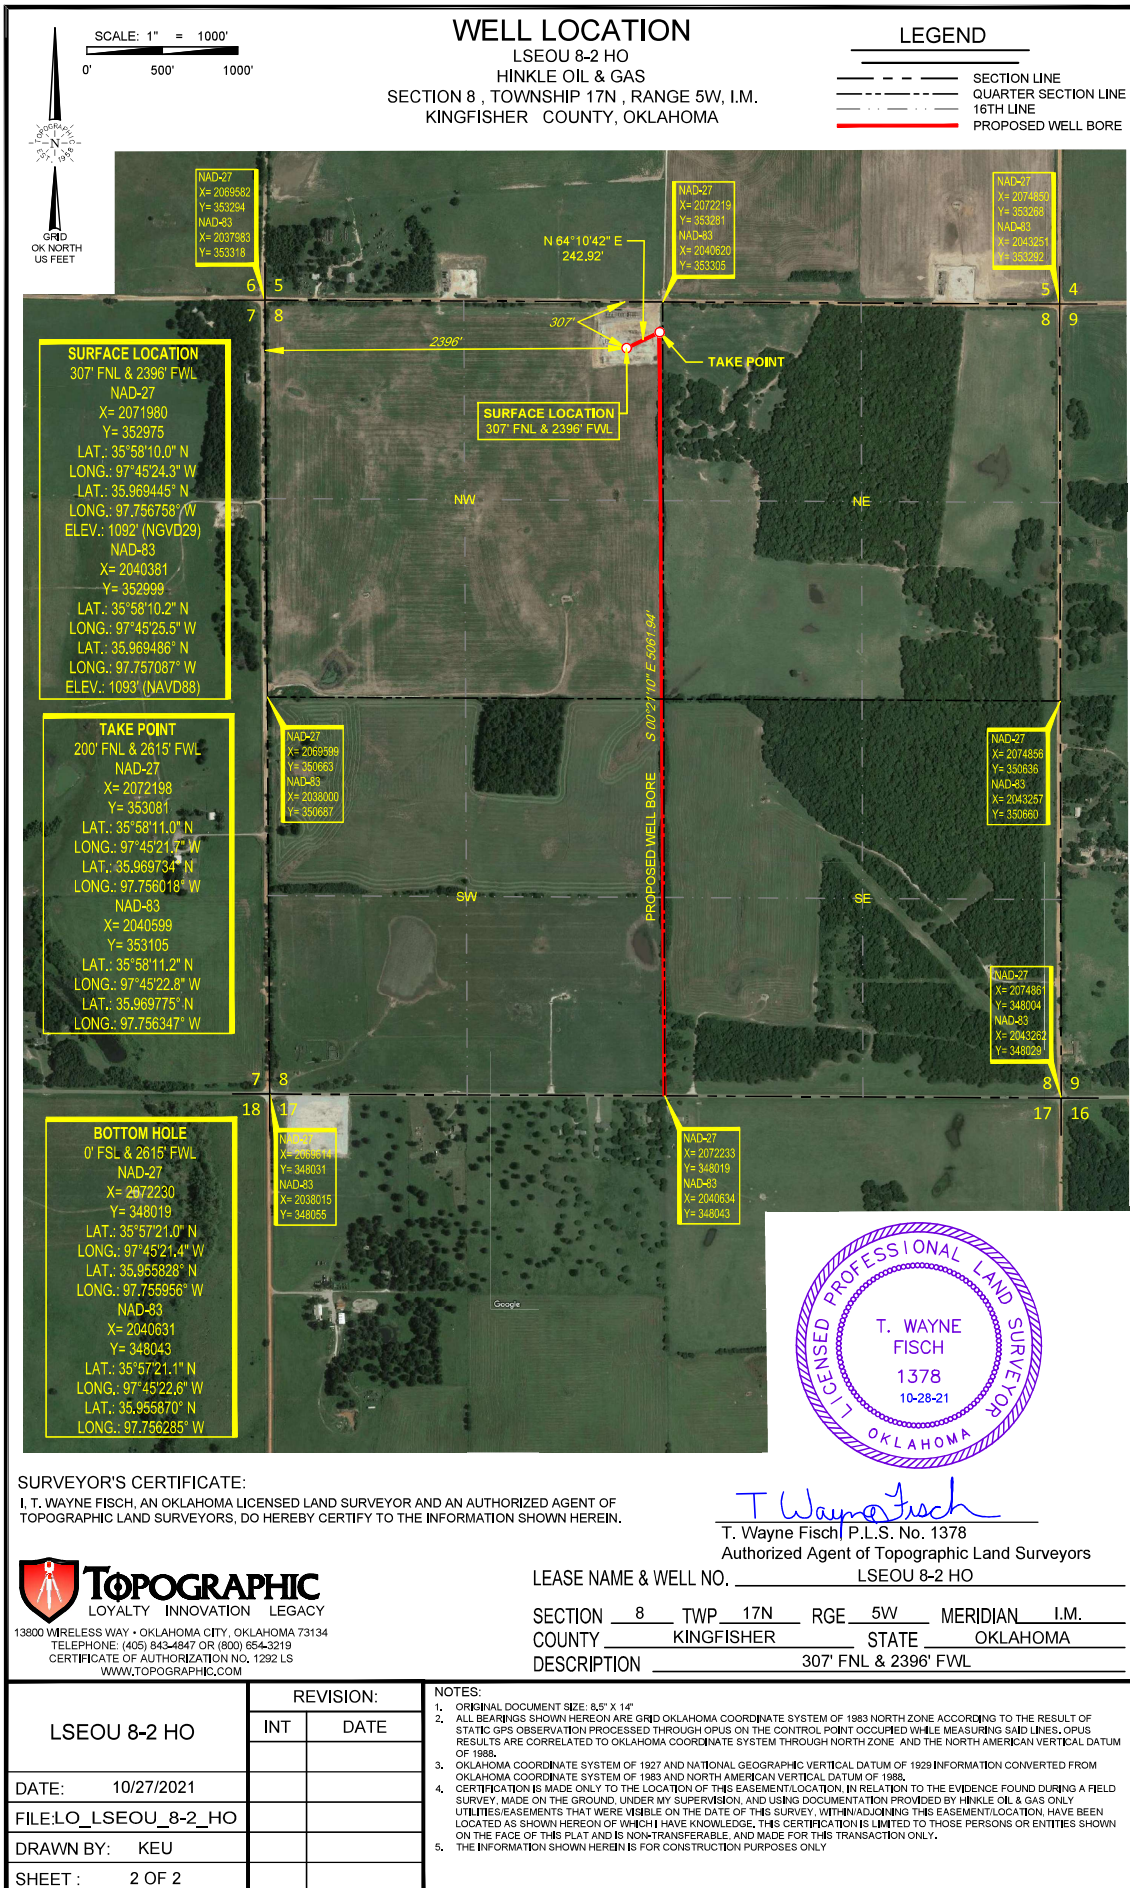 SCALE: 1" = 1000'
0' 500' 1000'
TOPOGRAPHIC
N
EST. 1958
GRID
OK NORTH
US FEET
WELL LOCATION
LSEOU 8-2 HO
HINKLE OIL & GAS
SECTION 8 , TOWNSHIP 17N , RANGE 5W, I.M.
KINGFISHER COUNTY, OKLAHOMA
LEGEND
SECTION LINE
QUARTER SECTION LINE
16TH LINE
PROPOSED WELL BORE
NAD-27
X= 2069582
Y= 353294
NAD-83
X= 2037983
Y= 353318
NAD-27
X= 2072219
Y= 353281
NAD-83
X= 2040620
Y= 353305
NAD-27
X= 2074850
Y= 353268
NAD-83
X= 2043251
Y= 353292
N 64°10'42" E
242.92'
6 5
7 8
5 4
8 9
307'
2396'
TAKE POINT
SURFACE LOCATION
307' FNL & 2396' FWL
SURFACE LOCATION
307' FNL & 2396' FWL
NAD-27
X= 2071980
Y= 352975
LAT.: 35°58'10.0" N
LONG.: 97°45'24.3" W
LAT.: 35.969445° N
LONG.: 97.756758° W
ELEV.: 1092' (NGVD29)
NAD-83
X= 2040381
Y= 352999
LAT.: 35°58'10.2" N
LONG.: 97°45'25.5" W
LAT.: 35.969486° N
LONG.: 97.757087° W
ELEV.: 1093' (NAVD88)
NW
NE
S 00°21'10" E 5061.94'
PROPOSED WELL BORE
TAKE POINT
200' FNL & 2615' FWL
NAD-27
X= 2072198
Y= 353081
LAT.: 35°58'11.0" N
LONG.: 97°45'21.7" W
LAT.: 35.969734° N
LONG.: 97.756018° W
NAD-83
X= 2040599
Y= 353105
LAT.: 35°58'11.2" N
LONG.: 97°45'22.8" W
LAT.: 35.969775° N
LONG.: 97.756347° W
NAD-27
X= 2069599
Y= 350663
NAD-83
X= 2038000
Y= 350687
NAD-27
X= 2074856
Y= 350636
NAD-83
X= 2043257
Y= 350660
SW
SE
NAD-27
X= 2074861
Y= 348004
NAD-83
X= 2043262
Y= 348029
7 8
18 17
8 9
17 16
BOTTOM HOLE
0' FSL & 2615' FWL
NAD-27
X= 2072230
Y= 348019
LAT.: 35°57'21.0" N
LONG.: 97°45'21.4" W
LAT.: 35.955828° N
LONG.: 97.755956° W
NAD-83
X= 2040631
Y= 348043
LAT.: 35°57'21.1" N
LONG.: 97°45'22.6" W
LAT.: 35.955870° N
LONG.: 97.756285° W
NAD-27
X= 2069614
Y= 348031
NAD-83
X= 2038015
Y= 348055
NAD-27
X= 2072233
Y= 348019
NAD-83
X= 2040634
Y= 348043
Google
LICENSED PROFESSIONAL LAND SURVEYOR
T. WAYNE
FISCH
1378
10-28-21
OKLAHOMA
SURVEYOR'S CERTIFICATE:
I, T. WAYNE FISCH, AN OKLAHOMA LICENSED LAND SURVEYOR AND AN AUTHORIZED AGENT OF
TOPOGRAPHIC LAND SURVEYORS, DO HEREBY CERTIFY TO THE INFORMATION SHOWN HEREIN.
T Wayne Fisch
T. Wayne Fisch P.L.S. No. 1378
Authorized Agent of Topographic Land Surveyors
TOPOGRAPHIC
LOYALTY INNOVATION LEGACY
13800 WIRELESS WAY • OKLAHOMA CITY, OKLAHOMA 73134
TELEPHONE: (405) 843-4847 OR (800) 654-3219
CERTIFICATE OF AUTHORIZATION NO. 1292 LS
WWW.TOPOGRAPHIC.COM
LEASE NAME & WELL NO. LSEOU 8-2 HO
SECTION 8 TWP 17N RGE 5W MERIDIAN I.M.
COUNTY KINGFISHER STATE OKLAHOMA
DESCRIPTION 307' FNL & 2396' FWL
LSEOU 8-2 HO
REVISION:
INT DATE
DATE: 10/27/2021
FILE:LO_LSEOU_8-2_HO
DRAWN BY: KEU
SHEET : 2 OF 2
NOTES:
1. ORIGINAL DOCUMENT SIZE: 8.5" X 14"
2. ALL BEARINGS SHOWN HEREON ARE GRID OKLAHOMA COORDINATE SYSTEM OF 1983 NORTH ZONE ACCORDING TO THE RESULT OF
STATIC GPS OBSERVATION PROCESSED THROUGH OPUS ON THE CONTROL POINT OCCUPIED WHILE MEASURING SAID LINES. OPUS
RESULTS ARE CORRELATED TO OKLAHOMA COORDINATE SYSTEM THROUGH NORTH ZONE AND THE NORTH AMERICAN VERTICAL DATUM
OF 1988.
3. OKLAHOMA COORDINATE SYSTEM OF 1927 AND NATIONAL GEOGRAPHIC VERTICAL DATUM OF 1929 INFORMATION CONVERTED FROM
OKLAHOMA COORDINATE SYSTEM OF 1983 AND NORTH AMERICAN VERTICAL DATUM OF 1988.
4. CERTIFICATION IS MADE ONLY TO THE LOCATION OF THIS EASEMENT/LOCATION, IN RELATION TO THE EVIDENCE FOUND DURING A FIELD
SURVEY, MADE ON THE GROUND, UNDER MY SUPERVISION, AND USING DOCUMENTATION PROVIDED BY HINKLE OIL & GAS ONLY
UTILITIES/EASEMENTS THAT WERE VISIBLE ON THE DATE OF THIS SURVEY, WITHIN/ADJOINING THIS EASEMENT/LOCATION, HAVE BEEN
LOCATED AS SHOWN HEREON OF WHICH I HAVE KNOWLEDGE. THIS CERTIFICATION IS LIMITED TO THOSE PERSONS OR ENTITIES SHOWN
ON THE FACE OF THIS PLAT AND IS NON-TRANSFERABLE, AND MADE FOR THIS TRANSACTION ONLY.
5. THE INFORMATION SHOWN HEREIN IS FOR CONSTRUCTION PURPOSES ONLY